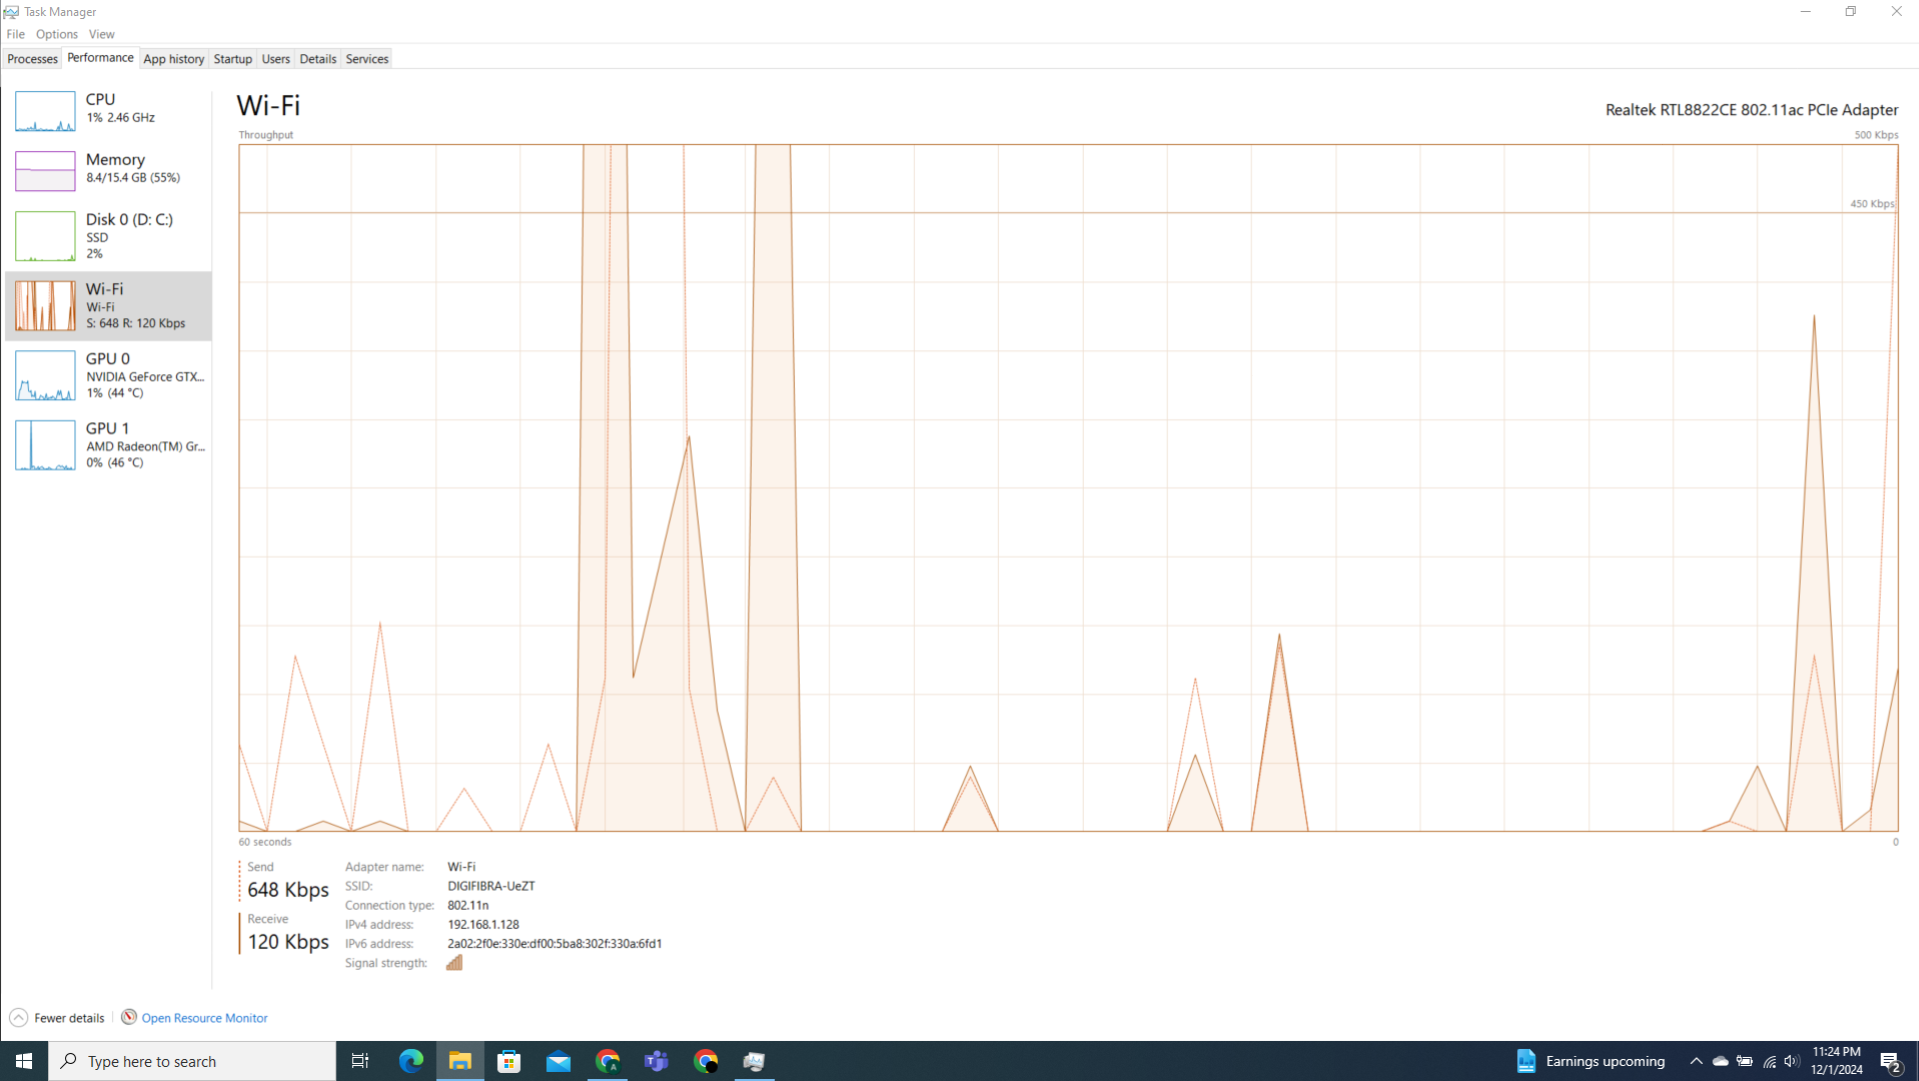 Task Manager
File Options View
Processes Performance App history Startup Users Details Services
CPU
1% 2.46 GHz
Memory
8.4/15.4 GB (55%)
Disk 0 (D: C:)
SSD
2%
Wi-Fi
Wi-Fi
S: 648 R: 120 Kbps
GPU 0
NVIDIA GeForce GTX...
1% (44 °C)
GPU 1
AMD Radeon(TM) Gr...
0% (46 °C)
Wi-Fi
Realtek RTL8822CE 802.11ac PCIe Adapter
Throughput
500 Kbps
450 Kbps
60 seconds
0
Send
648 Kbps
Receive
120 Kbps
Adapter name: Wi-Fi
SSID: DIGIFIBRA-UeZT
Connection type: 802.11n
IPv4 address: 192.168.1.128
IPv6 address: 2a02:2f0e:330e:df00:5ba8:302f:330a:6fd1
Signal strength:
Fewer details
Open Resource Monitor
Type here to search
A
T
Earnings upcoming
11:24 PM
12/1/2024
2